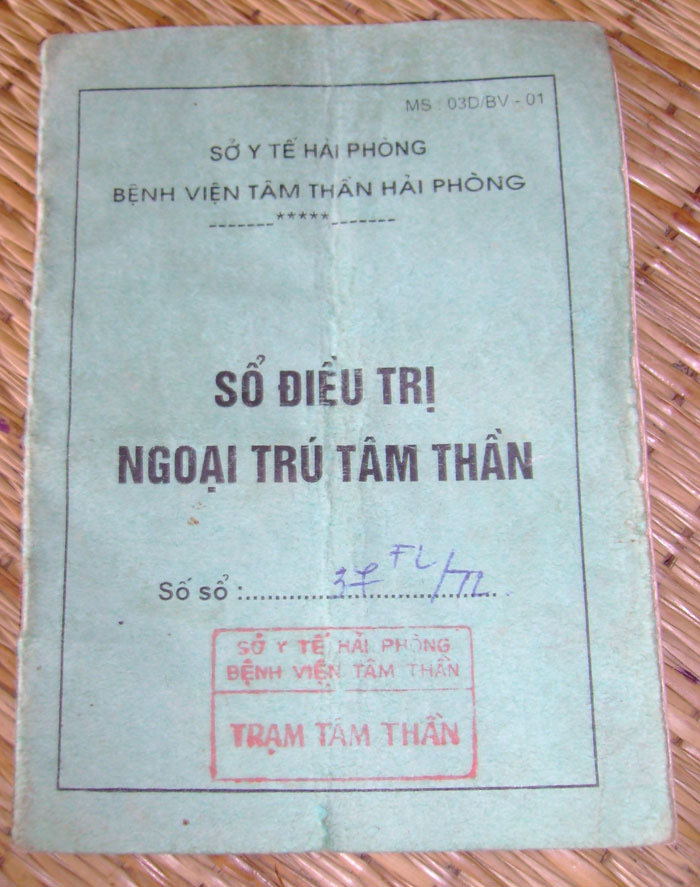 MS : 03D/BV - 01
SỞ Y TẾ HẢI PHÒNG
BỆNH VIỆN TÂM THẦN HẢI PHÒNG
-------*****-------
SỔ ĐIỀU TRỊ
NGOẠI TRÚ TÂM THẦN
Số sổ :
SỞ Y TẾ HẢI PHÒNG
BỆNH VIỆN TÂM THẦN
TRẠM TÂM THẦN